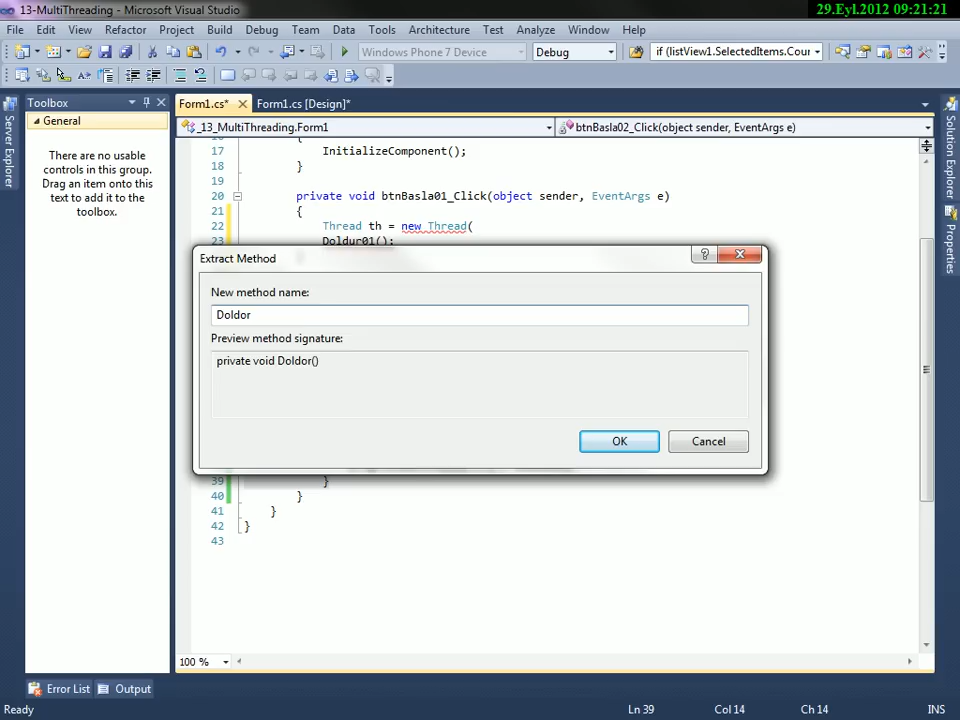 13-MultiThreading - Microsoft Visual Studio
29.Eyl.2012 09:21:21
File Edit View Refactor Project Build Debug Team Data Tools Architecture Test Analyze Window Help
Windows Phone 7 Device Debug if (listView1.SelectedItems.Cour
Toolbox
Form1.cs* Form1.cs [Design]*
General
_13_MultiThreading.Form1 btnBasla02_Click(object sender, EventArgs e)
There are no usable
controls in this group.
Drag an item onto this
text to add it to the
toolbox.
Server Explorer
Solution Explorer
Properties
17 InitializeComponent();
18 }
19
20 private void btnBasla01_Click(object sender, EventArgs e)
21 {
22 Thread th = new Thread(
23 Doldur01();
Extract Method
New method name:
Doldor
Preview method signature:
private void Doldor()
OK Cancel
39 }
40 }
41 }
42 }
43
100 %
Error List Output
Ready Ln 39 Col 14 Ch 14 INS